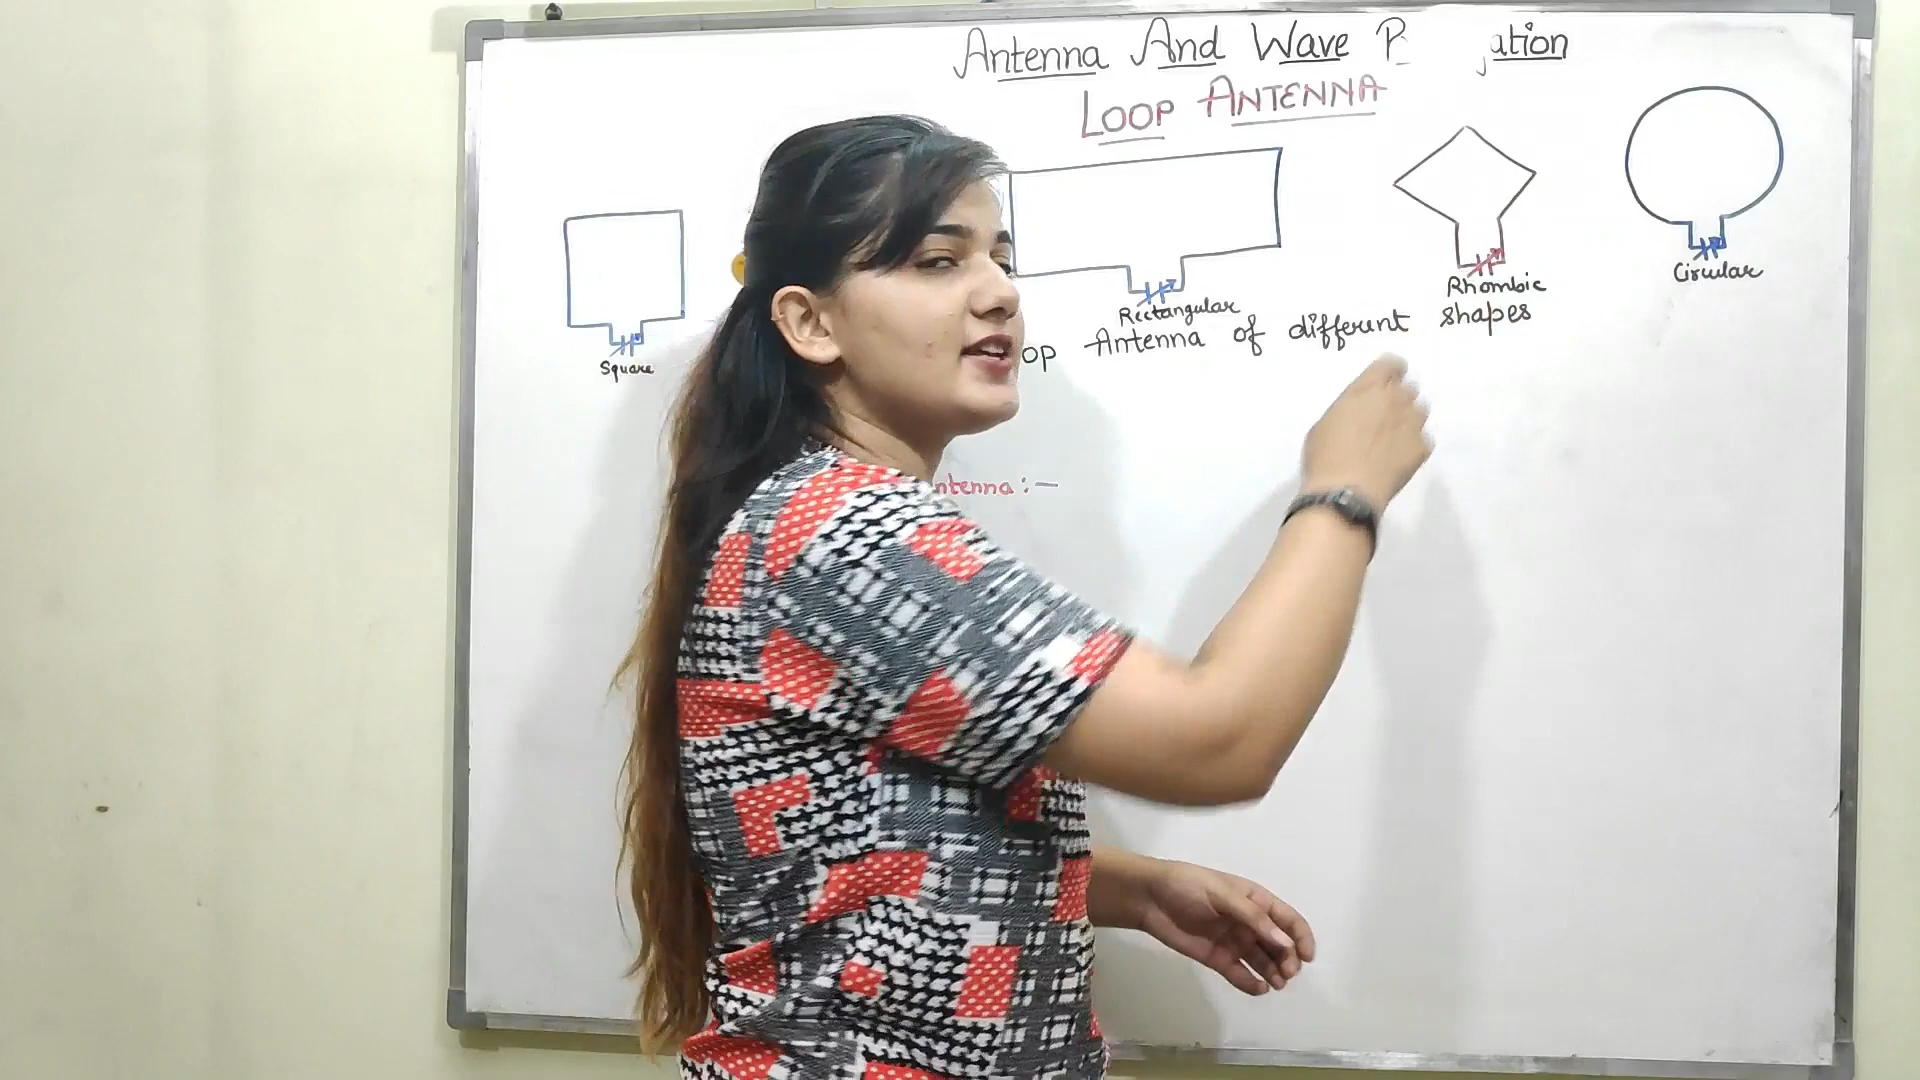 Antenna And Wave P ation
LOOP ANTENNA
Square
Rectangular
Rhombic
Circular
op Antenna of different shapes
ntenna :-